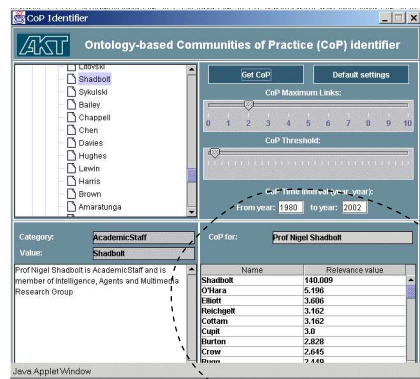 CoP Identifier
AKT
Ontology-based Communities of Practice (CoP) identifier
Litovski
Shadbolt
Sykulski
Bailey
Chappell
Chen
Davies
Hughes
Lewin
Harris
Brown
Amaratunga
Get CoP
Default settings
CoP Maximum Links:
0 1 2 3 4 5 6 7 8 9 10
CoP Threshold:
CoP Time Interval (year, year):
From year: 1980 to year: 2002
Category: AcademicStaff
Value: Shadbolt
Prof Nigel Shadbolt is AcademicStaff and is
member of Intelligence, Agents and Multimedia
Research Group
CoP for: Prof Nigel Shadbolt
Name Relevance value
Shadbolt 140.009
O'Hara 5.196
Elliott 3.606
Reichgelt 3.162
Cottam 3.162
Cupit 3.0
Burton 2.828
Crow 2.645
Rugg 2.449
Java Applet Window